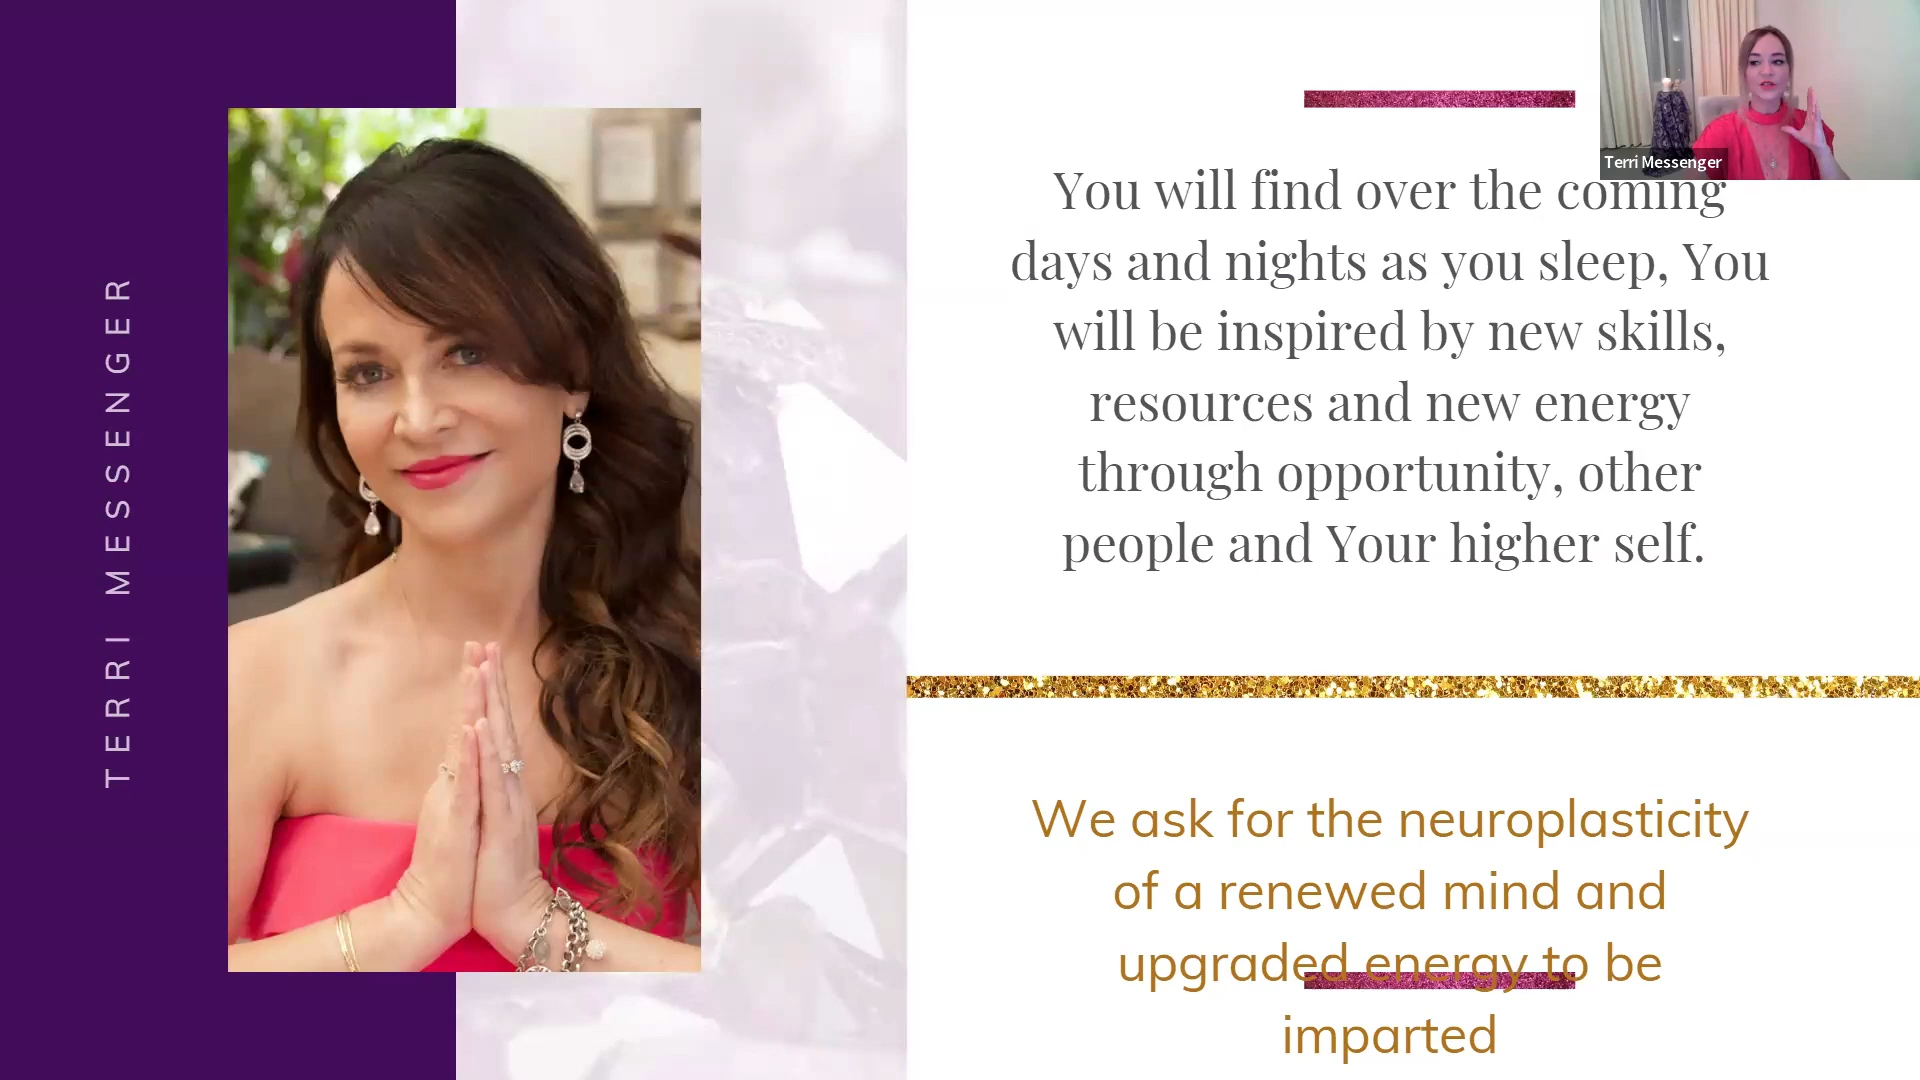 TERRI MESSENGER
Terri Messenger
You will find over the coming
days and nights as you sleep, You
will be inspired by new skills,
resources and new energy
through opportunity, other
people and Your higher self.
We ask for the neuroplasticity
of a renewed mind and
upgraded energy to be
imparted